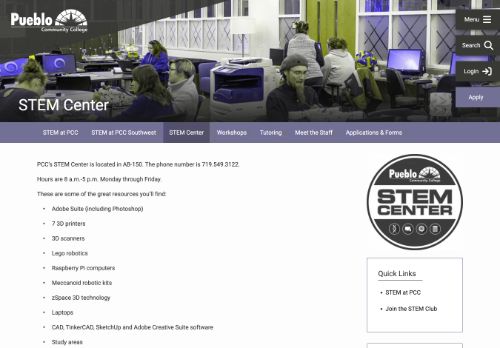 Pueblo
Community College
Menu
Search
Login
Apply
STEM Center
STEM at PCC
STEM at PCC Southwest
STEM Center
Workshops
Tutoring
Meet the Staff
Applications & Forms
PCC's STEM Center is located in AB-150. The phone number is 719.549.3122.
Hours are 8 a.m.-5 p.m. Monday through Friday.
These are some of the great resources you'll find:
• Adobe Suite (including Photoshop)
• 7 3D printers
• 3D scanners
• Lego robotics
• Raspberry Pi computers
• Meccanoid robotic kits
• zSpace 3D technology
• Laptops
• CAD, TinkerCAD, SketchUp and Adobe Creative Suite software
• Study areas
Pueblo
Community College
STEM
CENTER
Quick Links
• STEM at PCC
• Join the STEM Club